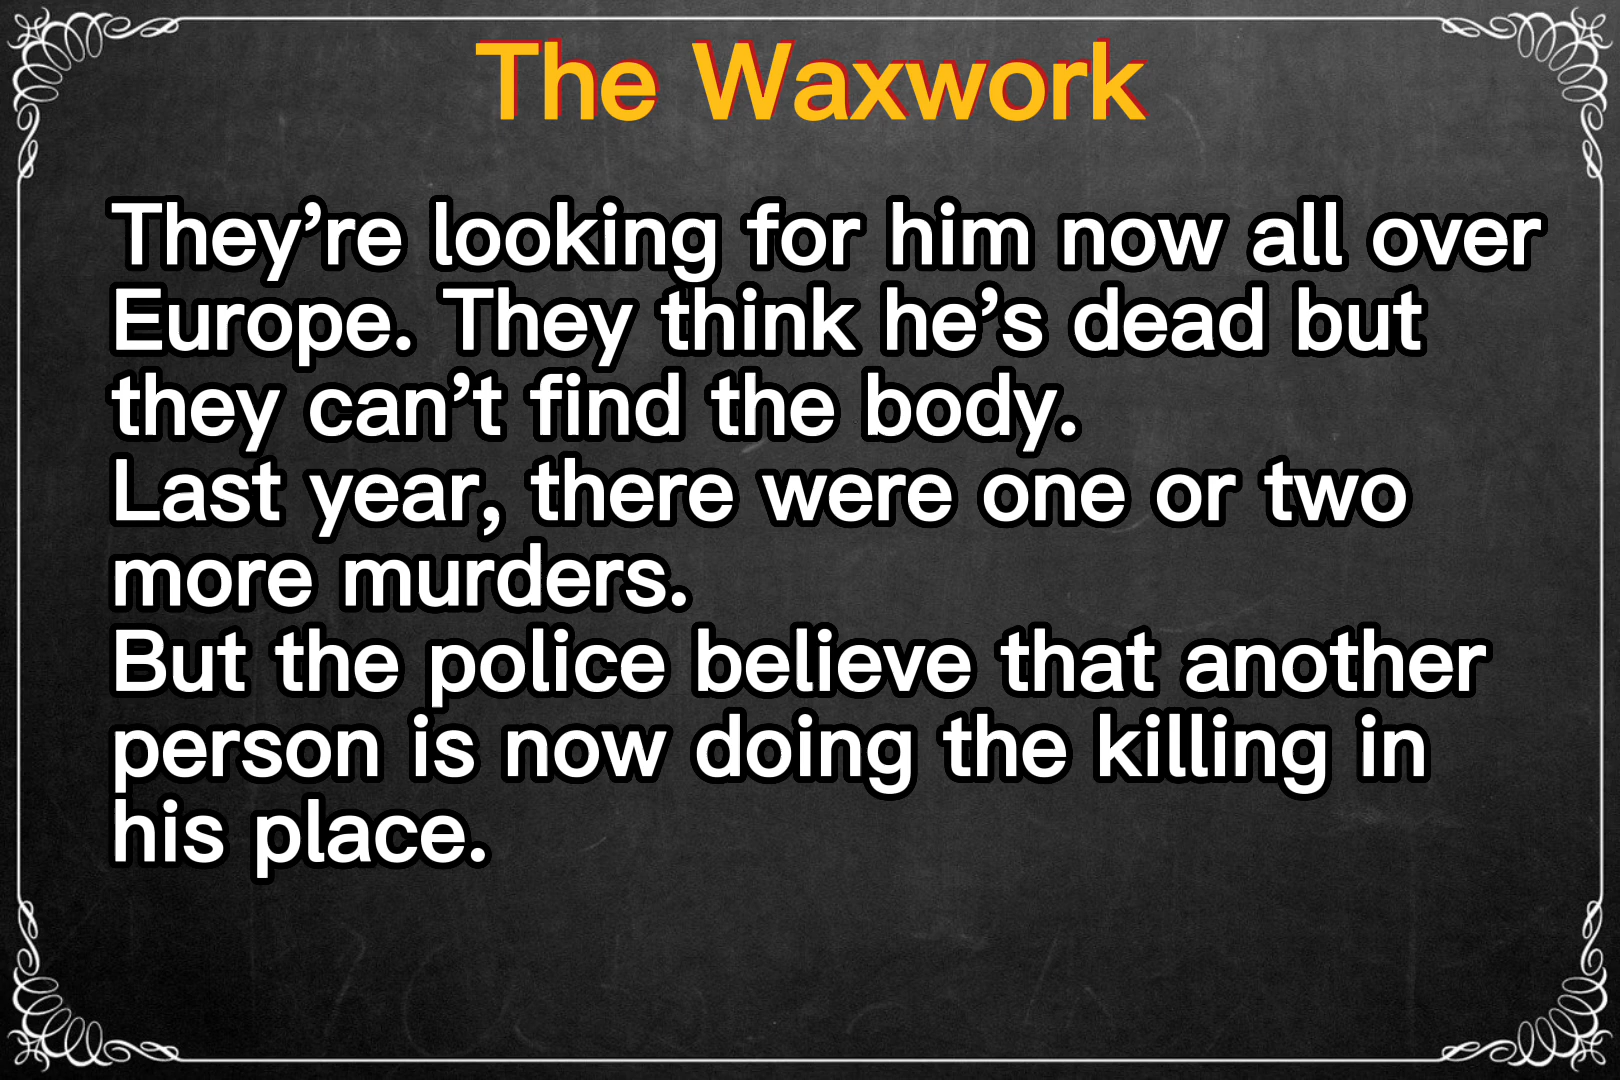 The Waxwork
They’re looking for him now all over
Europe. They think he’s dead but
they can’t find the body.
Last year, there were one or two
more murders.
But the police believe that another
person is now doing the killing in
his place.